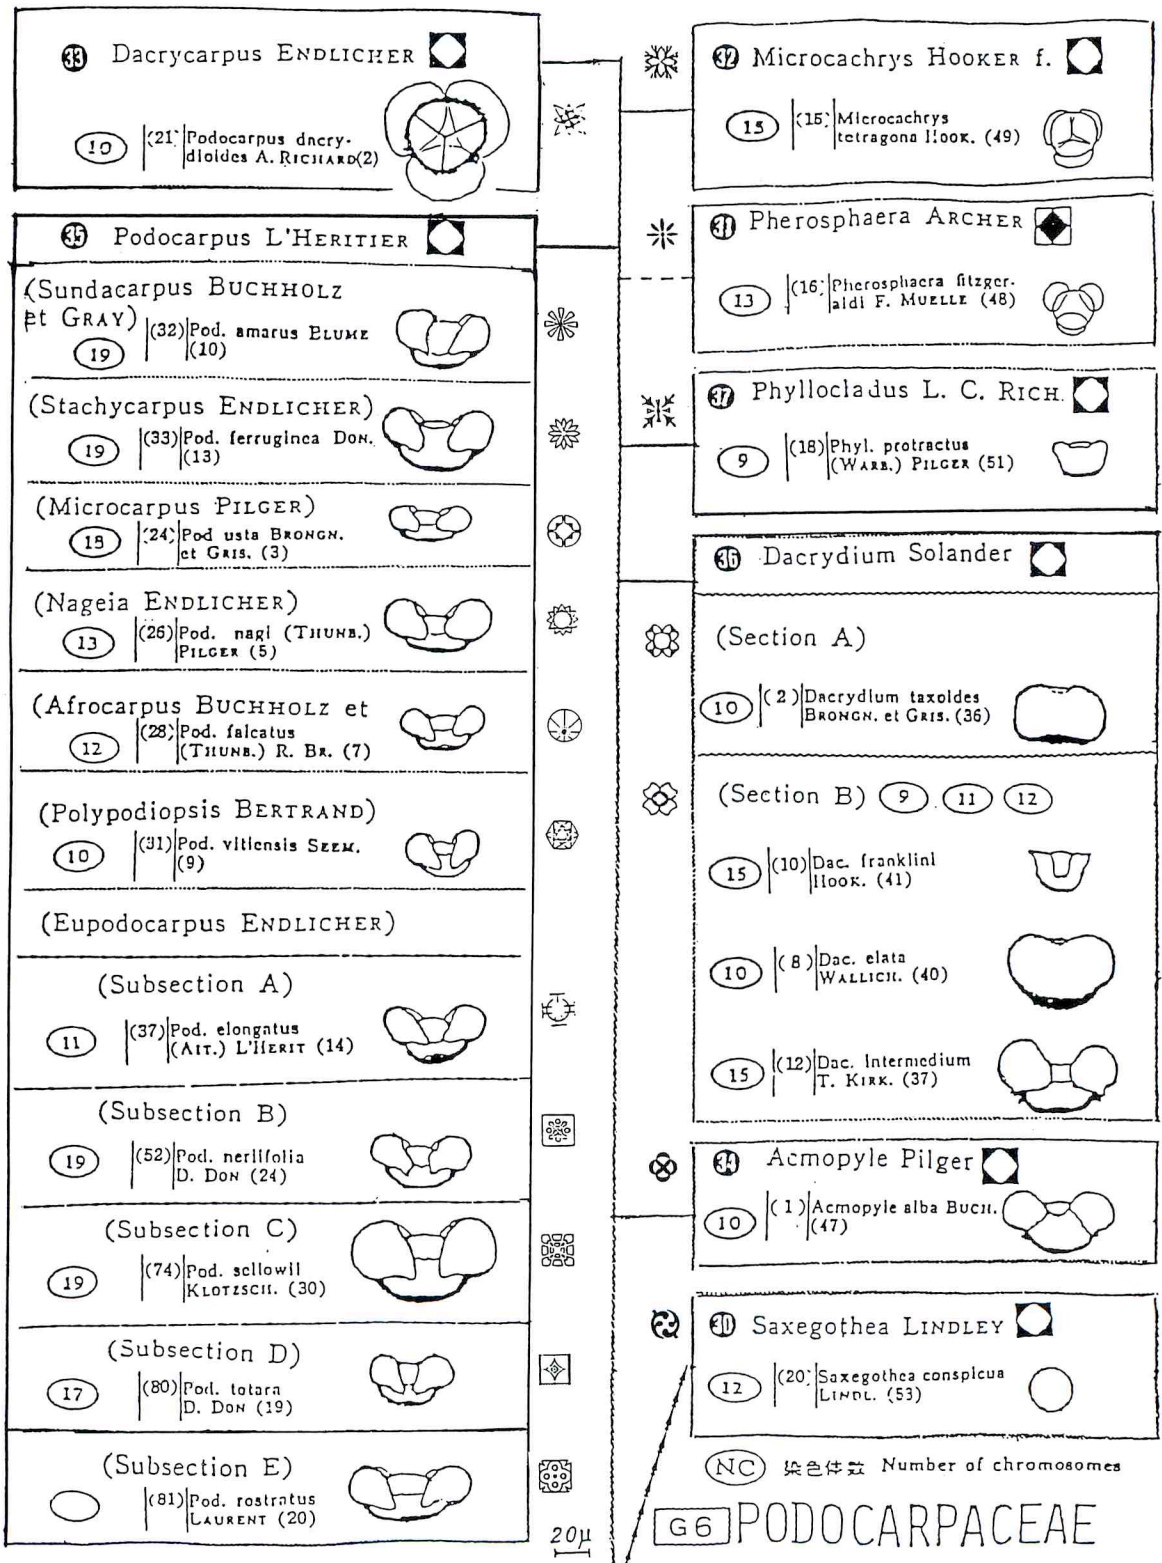 33 Dacrycarpus ENDLICHER
10 (21) Podocarpus dacry-
dioides A. RICHARD(2)
35 Podocarpus L'HERITIER
(Sundacarpus BUCHHOLZ
et GRAY)
19 (32) Pod. amarus BLUME
(10)
(Stachycarpus ENDLICHER)
19 (33) Pod. ferruginea DON.
(13)
(Microcarpus PILGER)
(24) Pod usta BRONGN.
et GRIS. (3)
(Nageia ENDLICHER)
13 (26) Pod. nagi (THUNB.)
PILGER (5)
(Afrocarpus BUCHHOLZ et
12 (28) Pod. falcatus
(THUNB.) R. BR. (7)
(Polypodiopsis BERTRAND)
10 (31) Pod. vitiensis SEEM.
(9)
(Eupodocarpus ENDLICHER)
(Subsection A)
11 (37) Pod. elongatus
(AIT.) L'HERIT (14)
(Subsection B)
19 (52) Pod. neriifolia
D. DON (24)
(Subsection C)
19 (74) Pod. sellowii
KLOTZSCH. (30)
(Subsection D)
17 (80) Pod. totara
D. DON (19)
(Subsection E)
(81) Pod. rostratus
LAURENT (20)
20μ
32 Microcachrys HOOKER f.
15 (15) Microcachrys
tetragona HOOK. (49)
31 Pherosphaera ARCHER
13 (16) Pherosphaera fitzger-
aldi F. MUELLE (48)
37 Phyllocladus L. C. RICH.
9 (18) Phyl. protractus
(WARB.) PILGER (51)
36 Dacrydium Solander
(Section A)
10 (2) Dacrydium taxoides
BRONGN. et GRIS. (36)
(Section B) 9 11 12
15 (10) Dac. franklini
HOOK. (41)
10 (8) Dac. elata
WALLICH. (40)
15 (12) Dac. Intermedium
T. KIRK. (37)
34 Acmopyle Pilger
10 (1) Acmopyle alba BUCH.
(47)
30 Saxegothea LINDLEY
12 (20) Saxegothea conspicua
LINDL. (53)
NC 染色体数 Number of chromosomes
G6 PODOCARPACEAE